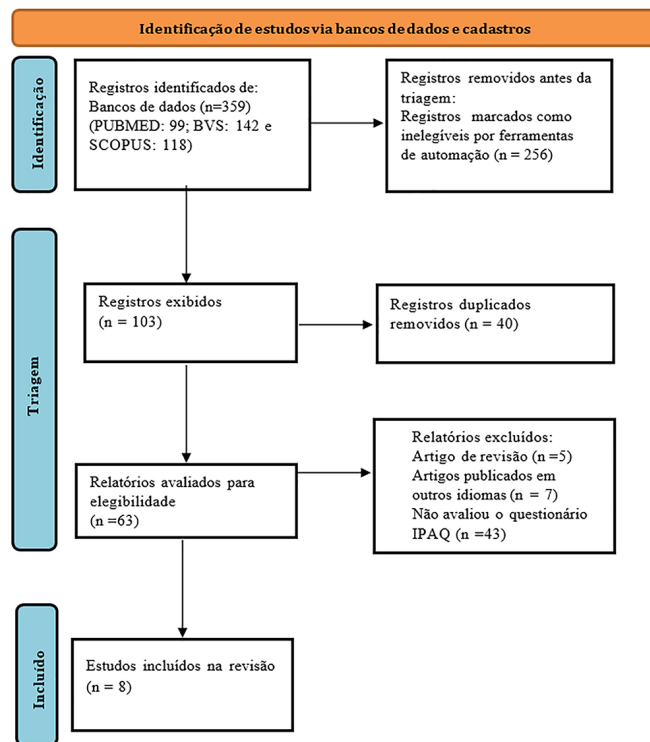 Identificação de estudos via bancos de dados e cadastros
Identificação
Registros identificados de:
Bancos de dados (n=359)
(PUBMED: 99; BVS: 142 e
SCOPUS: 118)
Registros removidos antes da
triagem:
Registros marcados como
inelegíveis por ferramentas
de automação (n = 256)
Triagem
Registros exibidos
(n = 103)
Registros duplicados
removidos (n = 40)
Relatórios avaliados para
elegibilidade
(n =63)
Relatórios excluídos:
Artigo de revisão (n =5)
Artigos publicados em
outros idiomas (n = 7)
Não avaliou o questionário
IPAQ (n =43)
Incluído
Estudos incluídos na revisão
(n = 8)